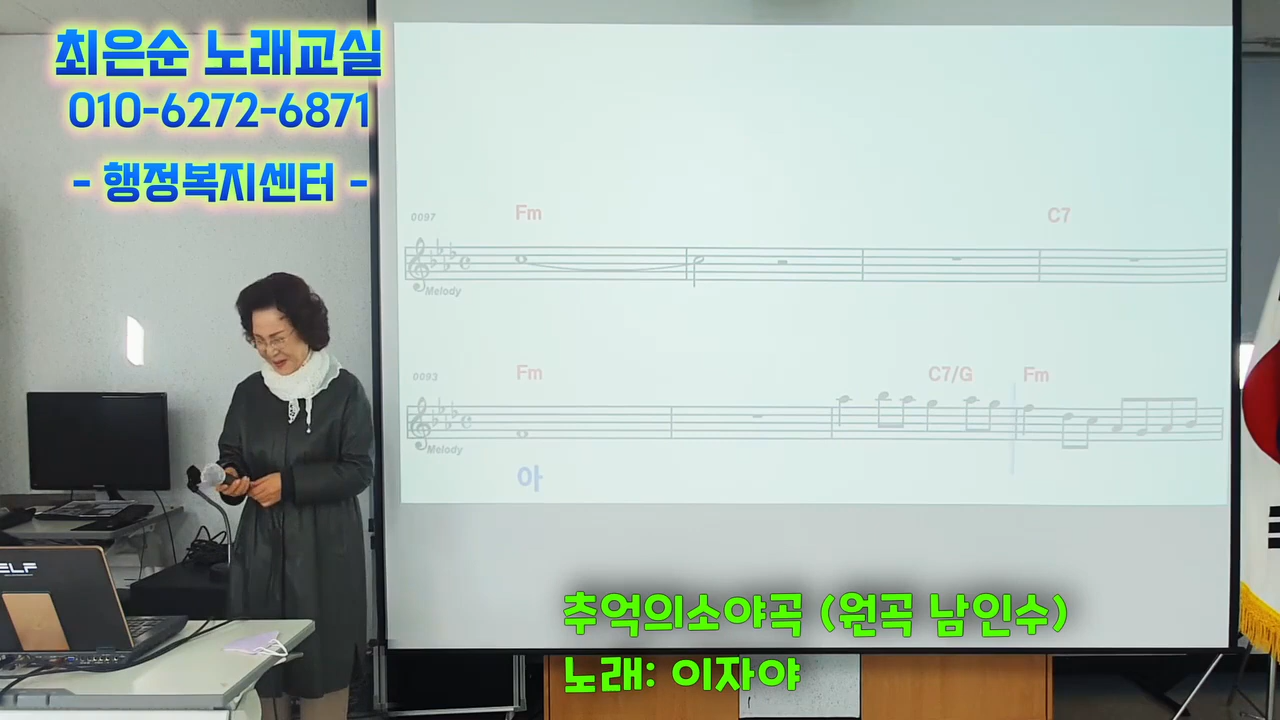 최은순 노래교실
010-6272-6871
- 행정복지센터 -
0097 Fm C7
Melody
0093 Fm C7/G Fm
Melody
아
ELF
추억의소야곡 (원곡 남인수)
노래: 이자야